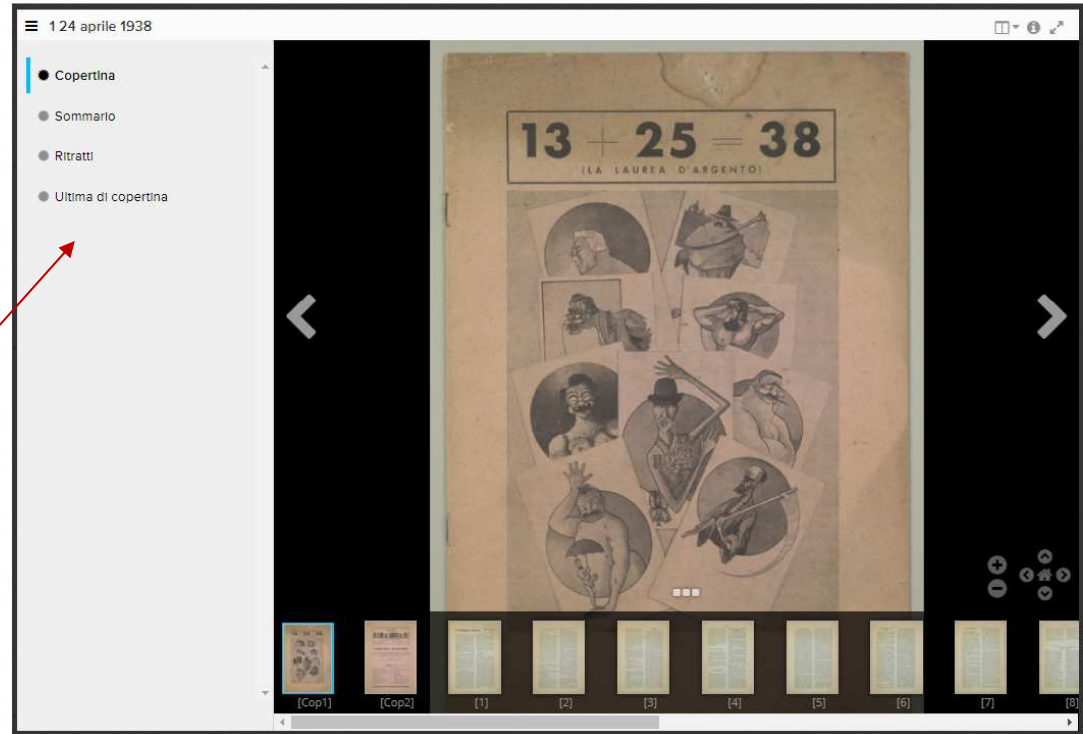 1 24 aprile 1938
Copertina
Sommario
Ritratti
Ultima di copertina
13 + 25 = 38
(LA LAUREA D'ARGENTO)
[Cop1] [Cop2] [1] [2] [3] [4] [5] [6] [7] [8]